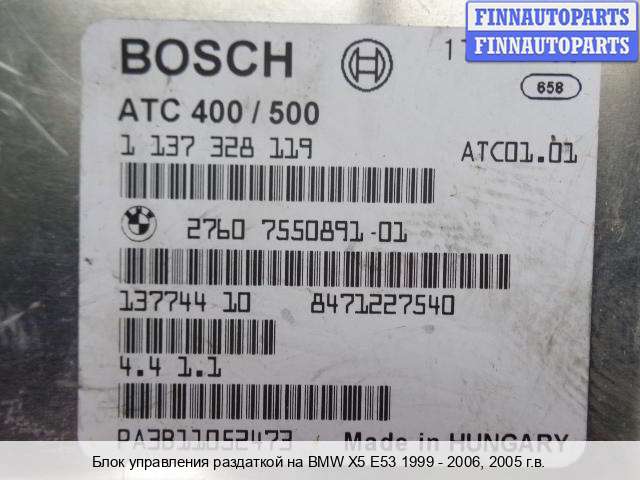 FINNAUTOPARTS
FINNAUTOPARTS
BOSCH
658
ATC 400 / 500
1 137 328 119 ATC01.01
2760 7550891-01
137744 10 8471227540
4.4 1.1
PA3B11052473 Made in HUNGARY
Блок управления раздаткой на BMW X5 E53 1999 - 2006, 2005 г.в.